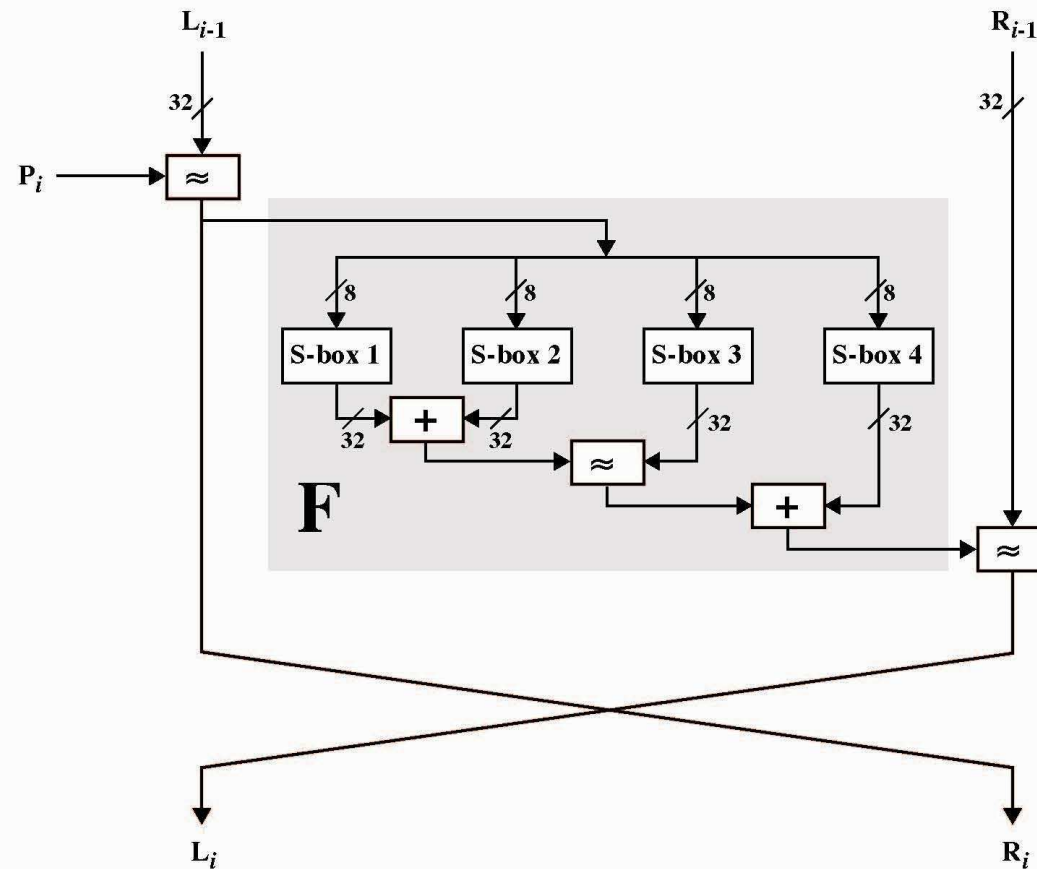 L_{i-1} R_{i-1}
32 32
P_i ≈
8 8 8 8
S-box 1 S-box 2 S-box 3 S-box 4
+
32 32 32 32
≈
F +
≈
L_i R_i